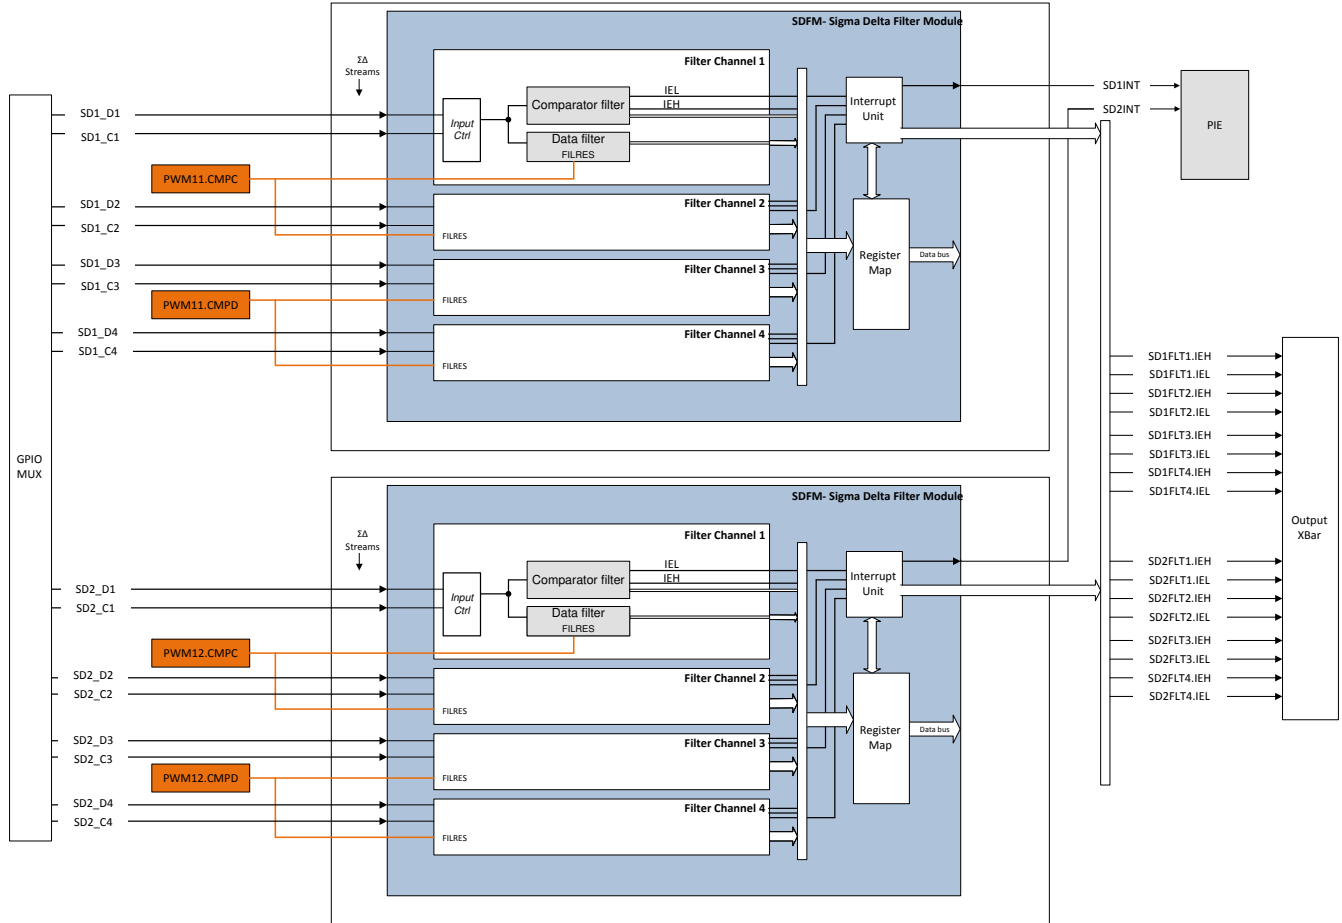 SDFM- Sigma Delta Filter Module
ΣΔ
Streams
Filter Channel 1
SD1_D1
SD1_C1
Input
Ctrl
Comparator filter
IEL
IEH
Data filter
FILRES
Interrupt
Unit
SD1INT
SD2INT
PIE
PWM11.CMPC
SD1_D2
SD1_C2
Filter Channel 2
FILRES
SD1_D3
SD1_C3
Filter Channel 3
FILRES
PWM11.CMPD
Register
Map
Data bus
SD1_D4
SD1_C4
Filter Channel 4
FILRES
SD1FLT1.IEH
SD1FLT1.IEL
SD1FLT2.IEH
SD1FLT2.IEL
SD1FLT3.IEH
SD1FLT3.IEL
SD1FLT4.IEH
SD1FLT4.IEL
GPIO
MUX
SDFM- Sigma Delta Filter Module
ΣΔ
Streams
Filter Channel 1
SD2_D1
SD2_C1
Input
Ctrl
Comparator filter
IEL
IEH
Data filter
FILRES
Interrupt
Unit
Output
XBar
SD2FLT1.IEH
SD2FLT1.IEL
SD2FLT2.IEH
SD2FLT2.IEL
SD2FLT3.IEH
SD2FLT3.IEL
SD2FLT4.IEH
SD2FLT4.IEL
PWM12.CMPC
SD2_D2
SD2_C2
Filter Channel 2
FILRES
SD2_D3
SD2_C3
Filter Channel 3
FILRES
PWM12.CMPD
Register
Map
Data bus
SD2_D4
SD2_C4
Filter Channel 4
FILRES